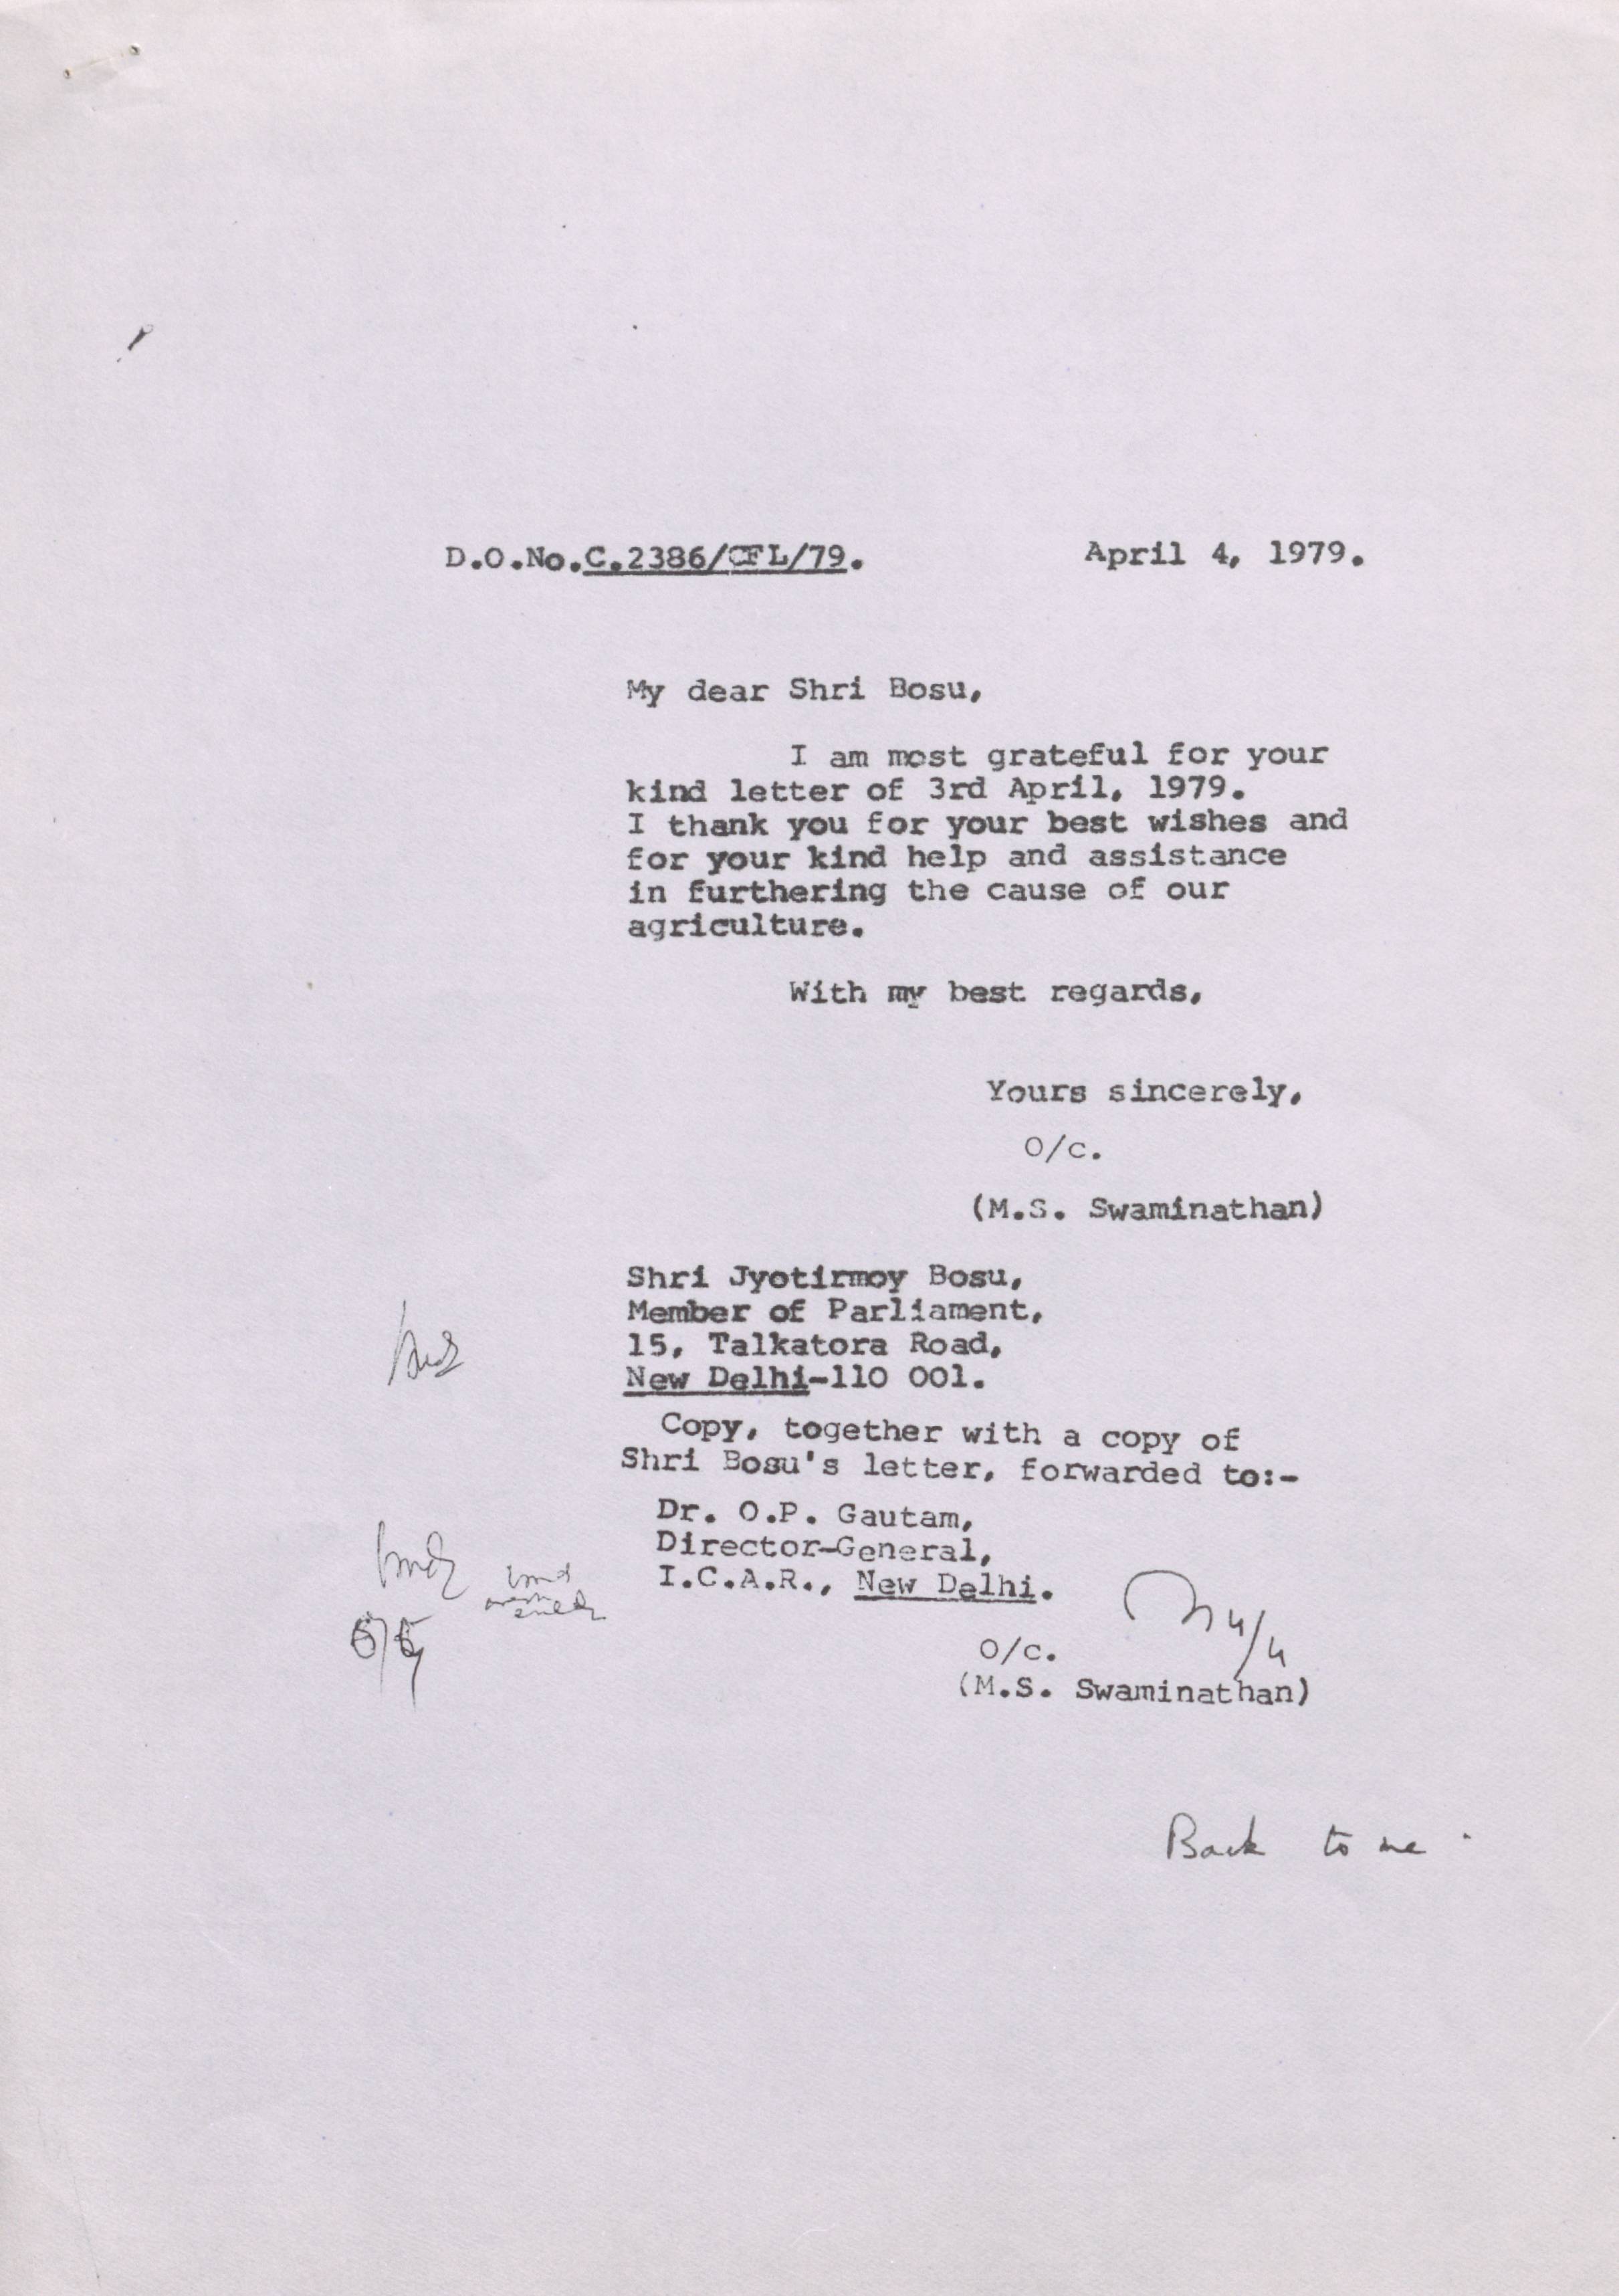 D.O.No.C.2386/CFL/79. April 4, 1979.
My dear Shri Bosu,
I am most grateful for your
kind letter of 3rd April, 1979.
I thank you for your best wishes and
for your kind help and assistance
in furthering the cause of our
agriculture.
With my best regards,
Yours sincerely,
O/c.
(M.S. Swaminathan)
Shri Jyotirmoy Bosu,
Member of Parliament,
15, Talkatora Road,
New Delhi-110 001.
Copy, together with a copy of
Shri Bosu's letter, forwarded to:-
Dr. O.P. Gautam,
Director-General,
I.C.A.R., New Delhi.
4/4
O/c.
(M.S. Swaminathan)
Back to me